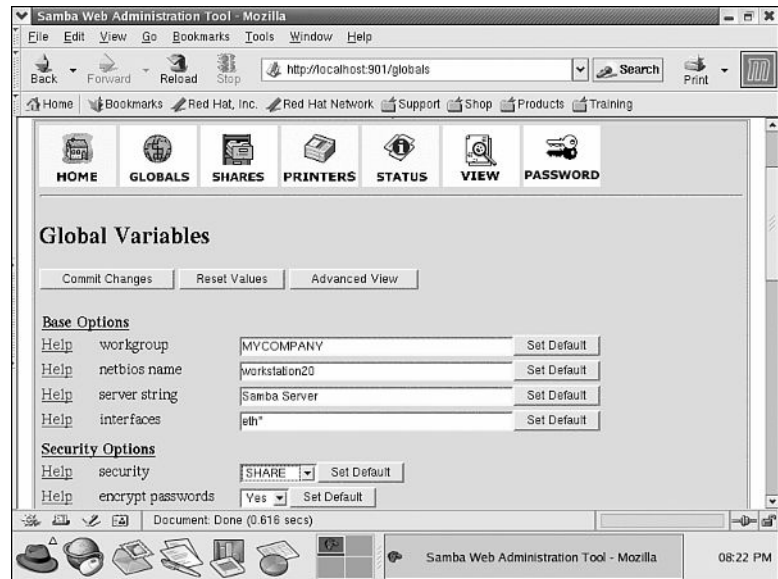 Samba Web Administration Tool - Mozilla
File Edit View Go Bookmarks Tools Window Help
Back Forward Reload Stop http://localhost:901/globals Search Print
Home Bookmarks Red Hat, Inc. Red Hat Network Support Shop Products Training
HOME GLOBALS SHARES PRINTERS STATUS VIEW PASSWORD
Global Variables
Commit Changes Reset Values Advanced View
Base Options
Help workgroup MYCOMPANY Set Default
Help netbios name workstation20 Set Default
Help server string Samba Server Set Default
Help interfaces eth* Set Default
Security Options
Help security SHARE Set Default
Help encrypt passwords Yes Set Default
Document: Done (0.616 secs)
Samba Web Administration Tool - Mozilla 08:22 PM